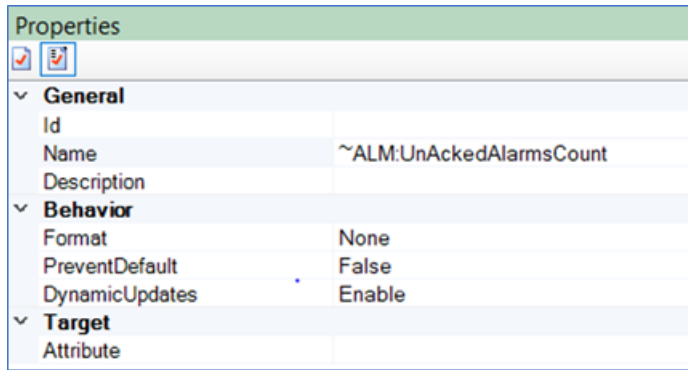 Properties
General
Id
Name ~ALM:UnAckedAlarmsCount
Description
Behavior
Format None
PreventDefault False
DynamicUpdates Enable
Target
Attribute